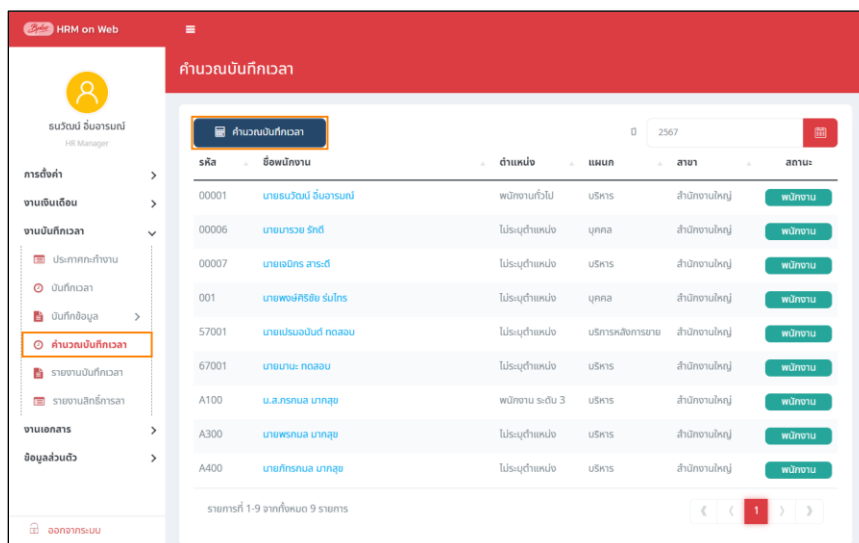 HRM on Web
คำนวณบันทึกเวลา
ธนวัฒน์ อิ่มอารมณ์
HR Manager
การตั้งค่า
งานเงินเดือน
งานบันทึกเวลา
ประกาศกะทำงาน
บันทึกเวลา
บันทึกข้อมูล
คำนวณบันทึกเวลา
รายงานบันทึกเวลา
รายงานสิทธิ์การลา
งานเอกสาร
ข้อมูลส่วนตัว
ออกจากระบบ
คำนวณบันทึกเวลา ปี 2567
รหัส ชื่อพนักงาน ตำแหน่ง แผนก สาขา สถานะ
00001 นายธนวัฒน์ อิ่มอารมณ์ พนักงานทั่วไป บริหาร สำนักงานใหญ่ พนักงาน
00006 นายมารวย รักดี ไม่ระบุตำแหน่ง บุคคล สำนักงานใหญ่ พนักงาน
00007 นายเจมิกร สาระดี ไม่ระบุตำแหน่ง บริหาร สำนักงานใหญ่ พนักงาน
001 นายพงษ์ศิริชัย ร่มไทร ไม่ระบุตำแหน่ง บุคคล สำนักงานใหญ่ พนักงาน
57001 นายเปรมอนันต์ ทดสอบ ไม่ระบุตำแหน่ง บริการหลังการขาย สำนักงานใหญ่ พนักงาน
67001 นายมานะ ทดสอบ ไม่ระบุตำแหน่ง บริหาร สำนักงานใหญ่ พนักงาน
A100 น.ส.กรกมล มากสุข พนักงาน ระดับ 3 บริหาร สำนักงานใหญ่ พนักงาน
A300 นายพรกมล มากสุข ไม่ระบุตำแหน่ง บริหาร สำนักงานใหญ่ พนักงาน
A400 นายภัทรกมล มากสุข ไม่ระบุตำแหน่ง บริหาร สำนักงานใหญ่ พนักงาน
รายการที่ 1-9 จากทั้งหมด 9 รายการ
1